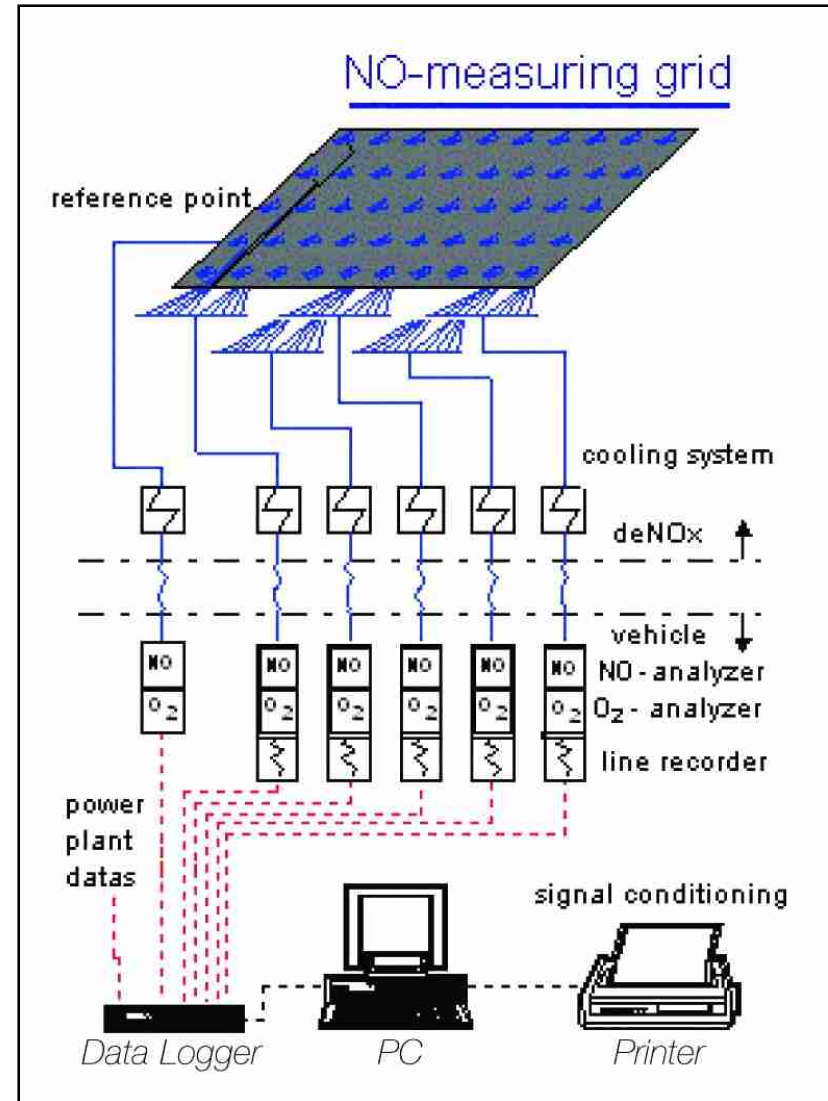 NO-measuring grid
reference point
cooling system
deNOx
vehicle
NO NO NO NO NO NO
NO - analyzer
O2 O2 O2 O2 O2 O2
O2 - analyzer
line recorder
power
plant
datas
signal conditioning
Data Logger
PC
Printer